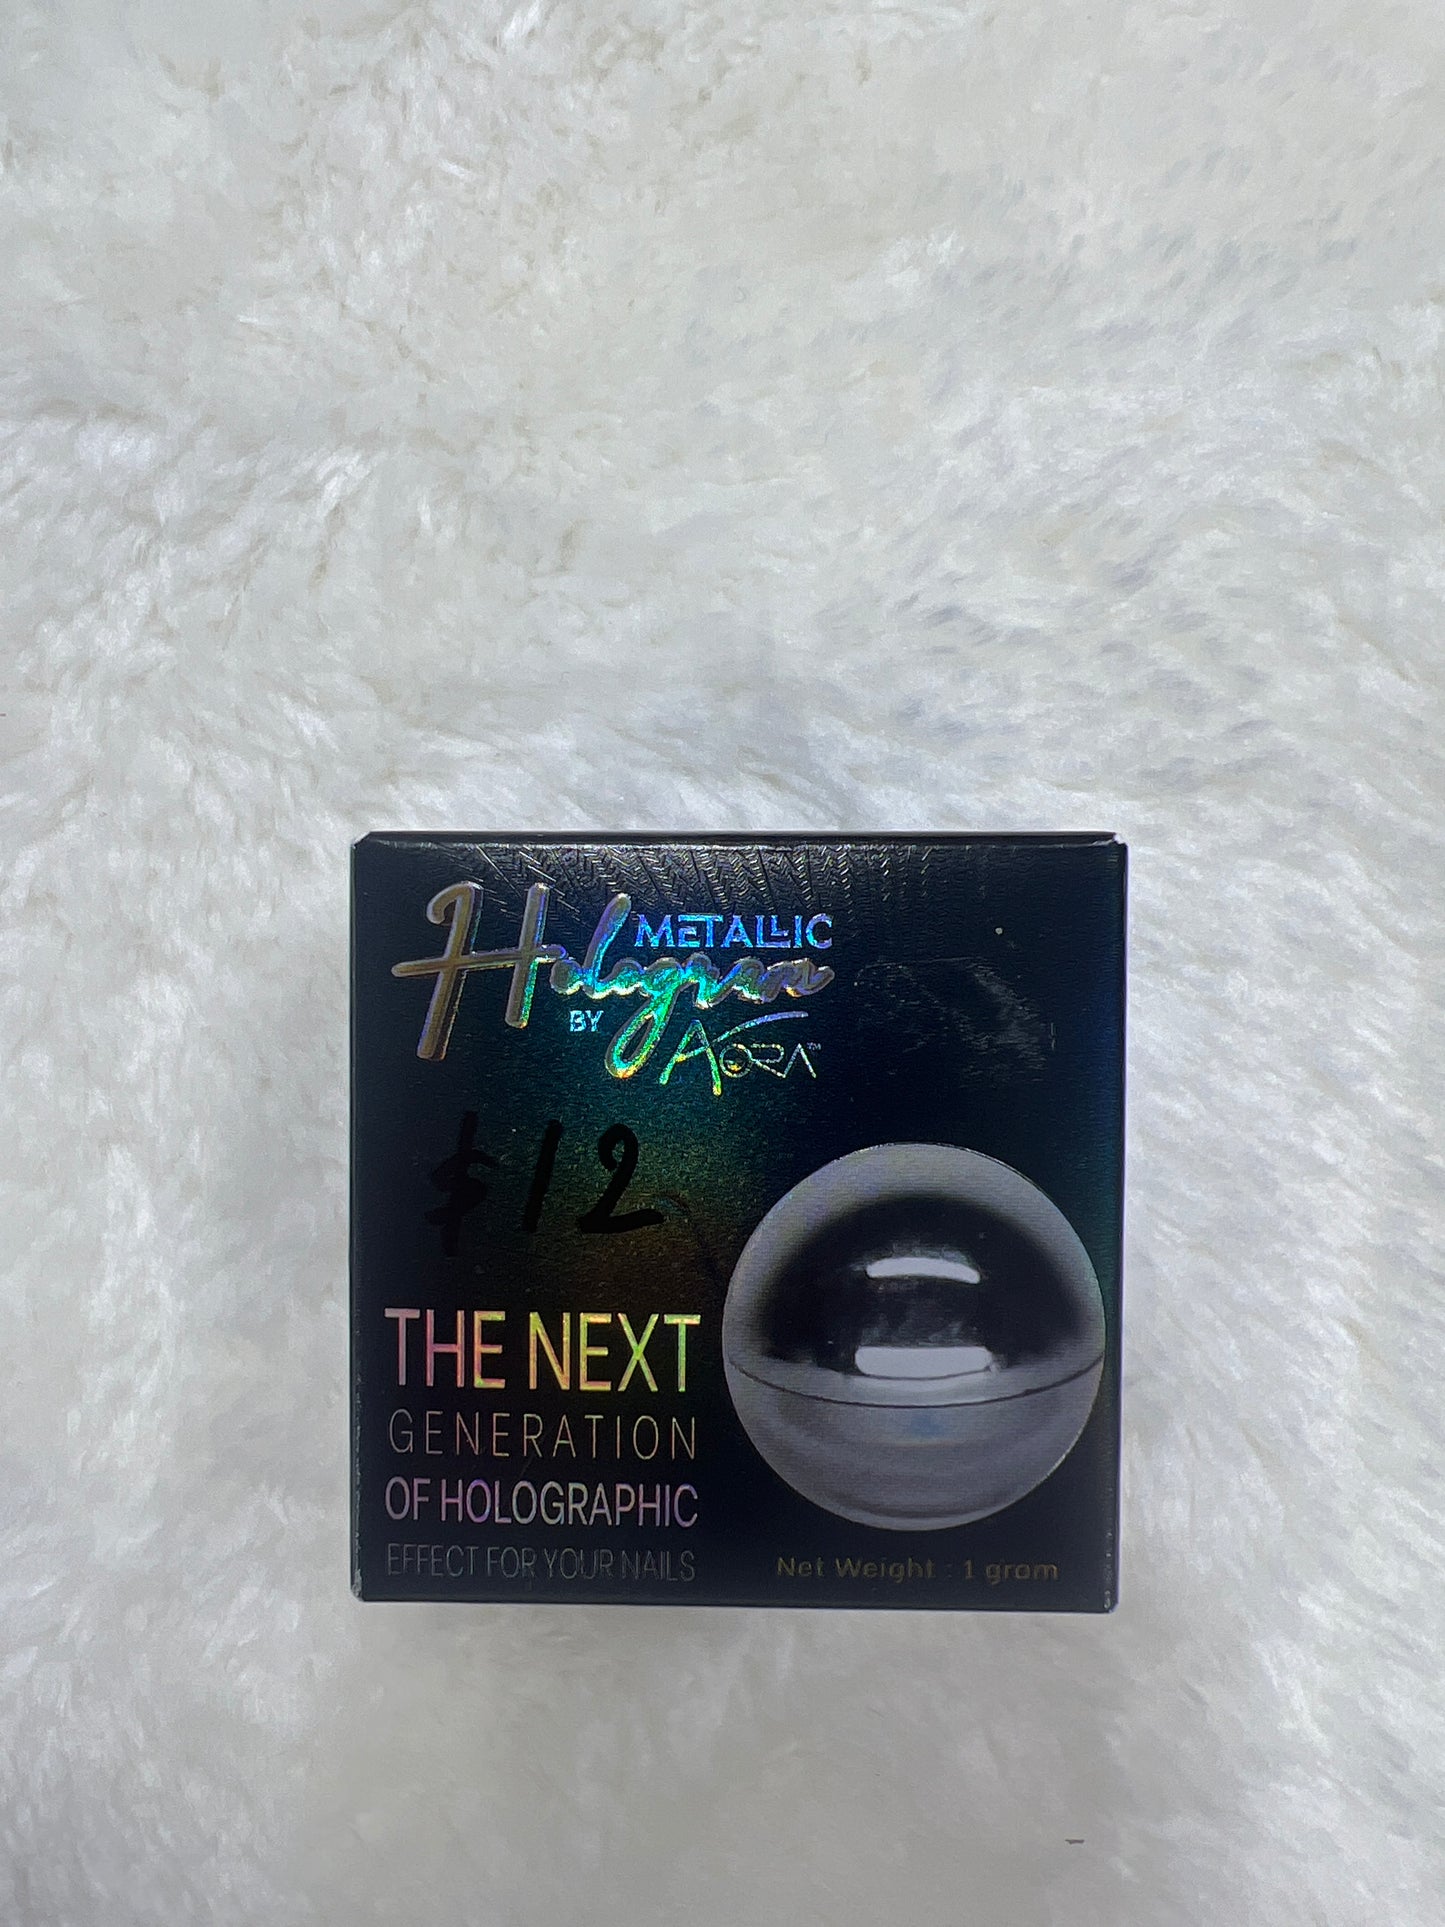 METALLIC
Hologram
BY AORA™
$12
THE NEXT
GENERATION
OF HOLOGRAPHIC
EFFECT FOR YOUR NAILS
Net Weight : 1 gram